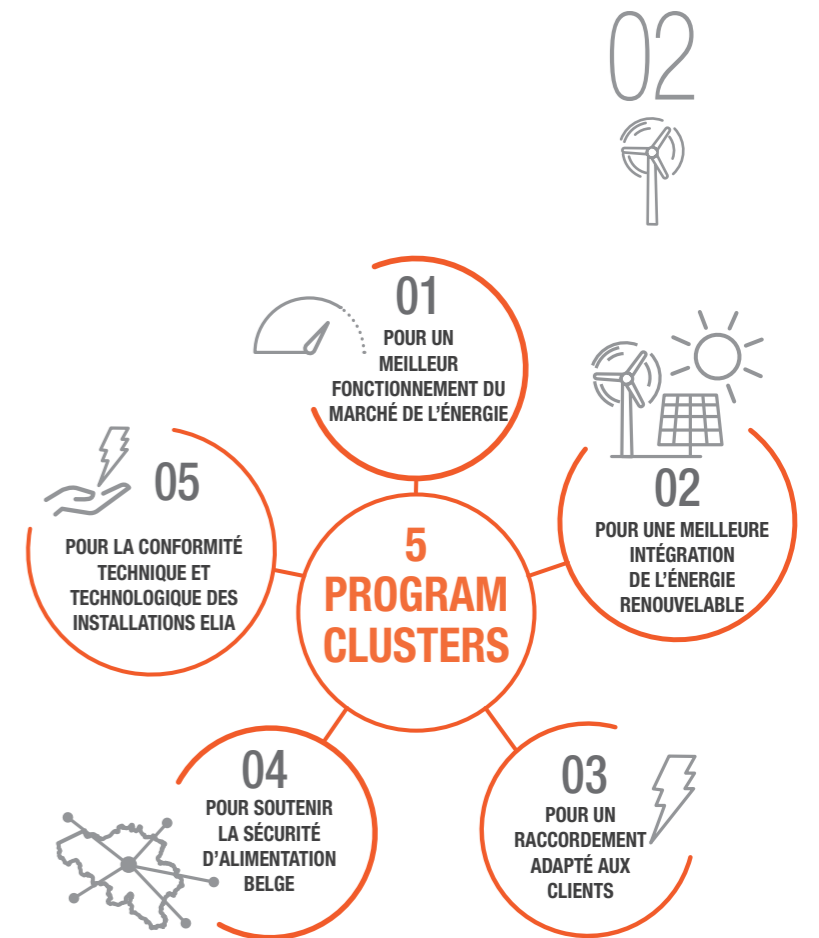 02
01
POUR UN
MEILLEUR
FONCTIONNEMENT DU
MARCHÉ DE L'ÉNERGIE
02
POUR UNE MEILLEURE
INTÉGRATION
DE L'ÉNERGIE
RENOUVELABLE
05
POUR LA CONFORMITÉ
TECHNIQUE ET
TECHNOLOGIQUE DES
INSTALLATIONS ELIA
5
PROGRAM
CLUSTERS
04
POUR SOUTENIR
LA SÉCURITÉ
D'ALIMENTATION
BELGE
03
POUR UN
RACCORDEMENT
ADAPTÉ AUX
CLIENTS